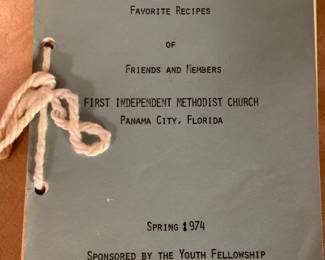 FAVORITE RECIPES
OF
FRIENDS AND MEMBERS
FIRST INDEPENDENT METHODIST CHURCH
PANAMA CITY, FLORIDA
SPRING 1974
SPONSORED BY THE YOUTH FELLOWSHIP